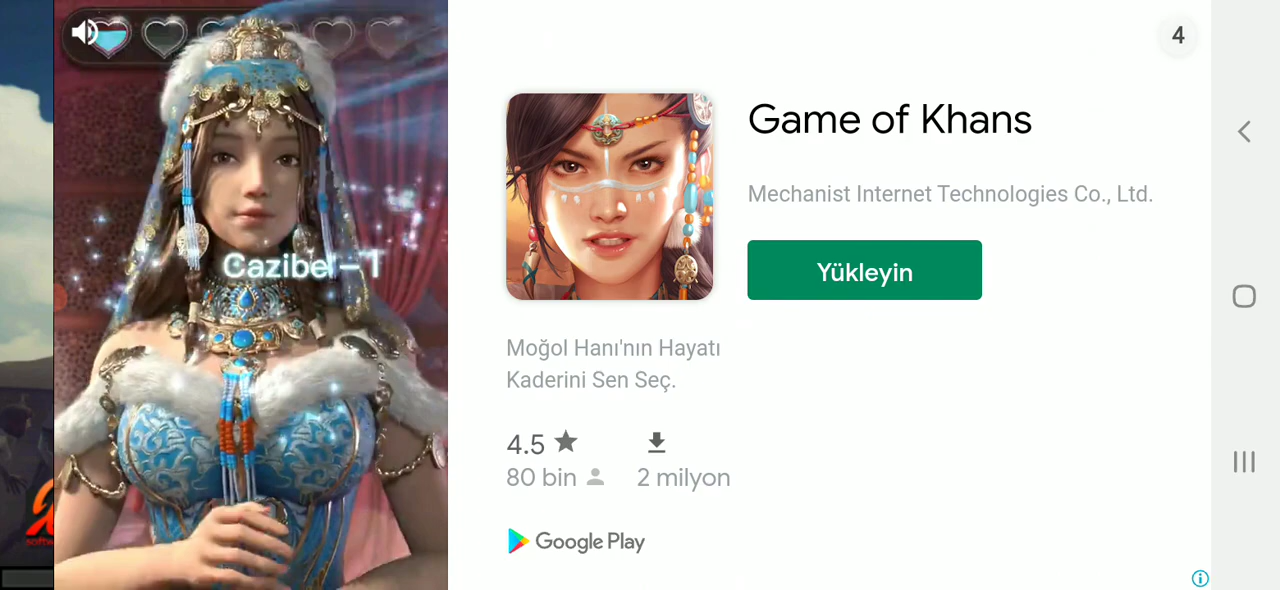 Cazibe
4
Game of Khans
Mechanist Internet Technologies Co., Ltd.
Yükleyin
Moğol Hanı'nın Hayatı
Kaderini Sen Seç.
4.5
80 bin
2 milyon
Google Play